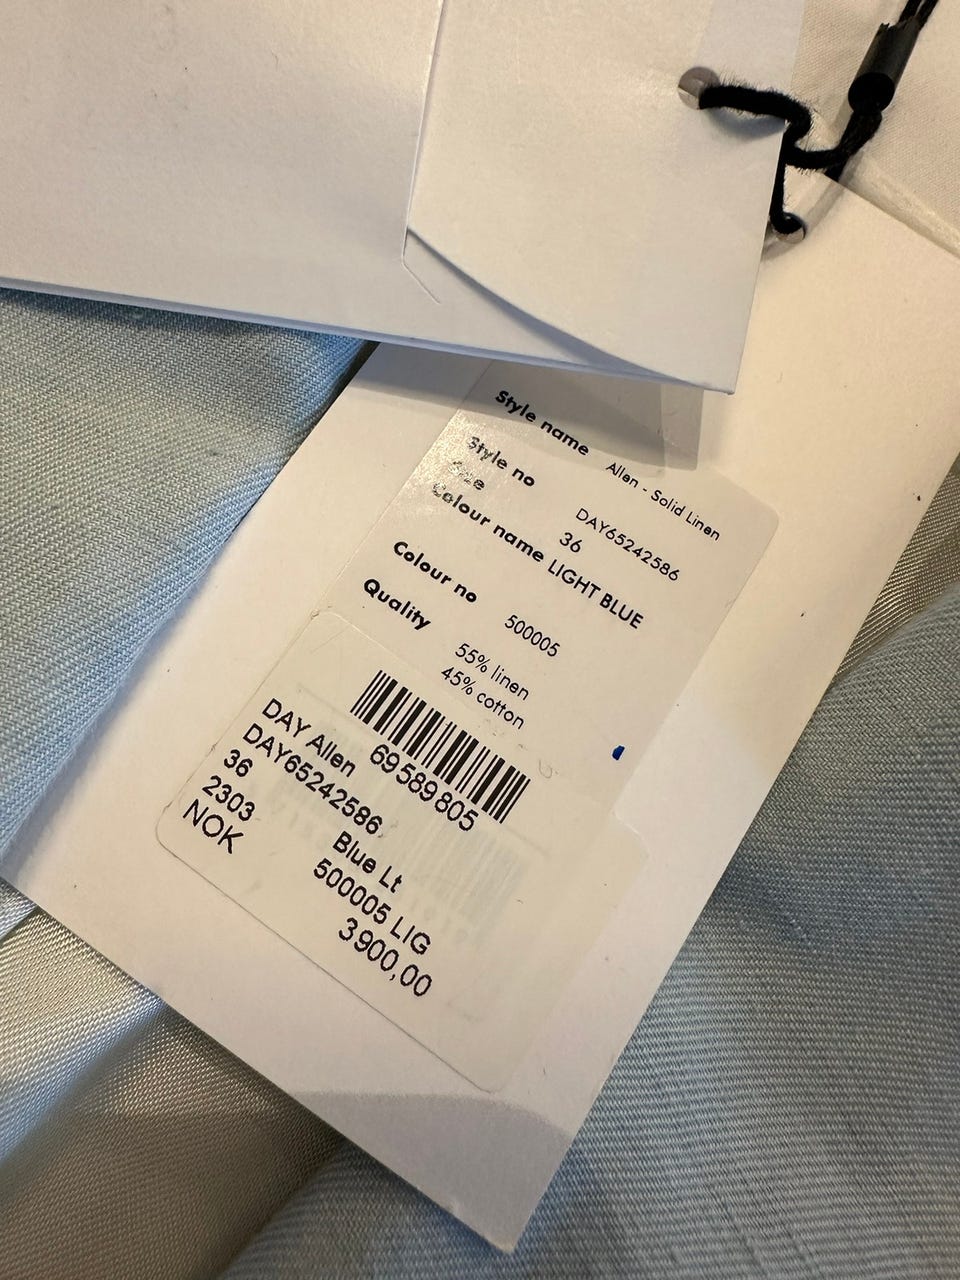 Style name Allen - Solid Linen
Style no DAY65242586
Size 36
Colour name LIGHT BLUE
Colour no 500005
Quality 55% linen
45% cotton
69589805
DAY Allen
DAY65242586
36 Blue Lt
2303 500005 LIG
NOK 3900,00